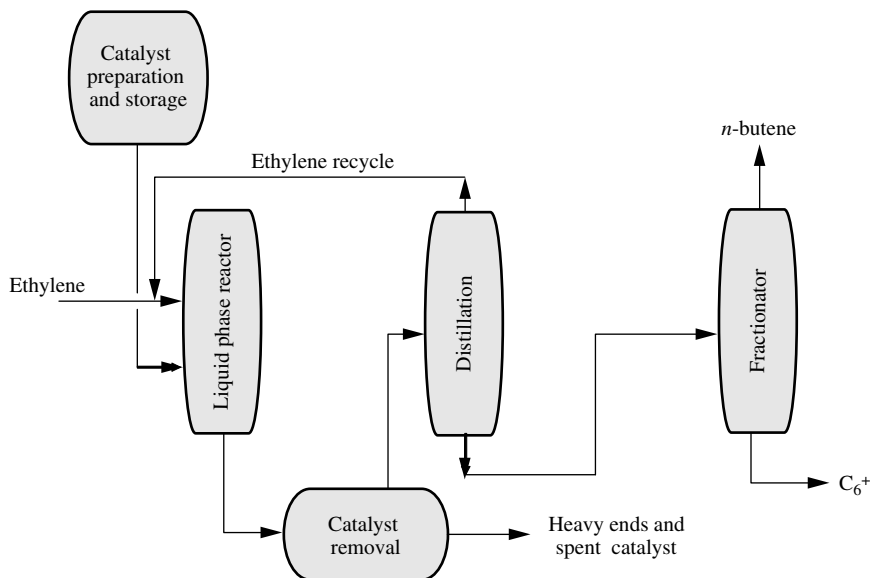 Catalyst
preparation
and storage
n-butene
Ethylene recycle
Ethylene
Liquid phase reactor
Distillation
Fractionator
C₆⁺
Catalyst
removal
Heavy ends and
spent catalyst